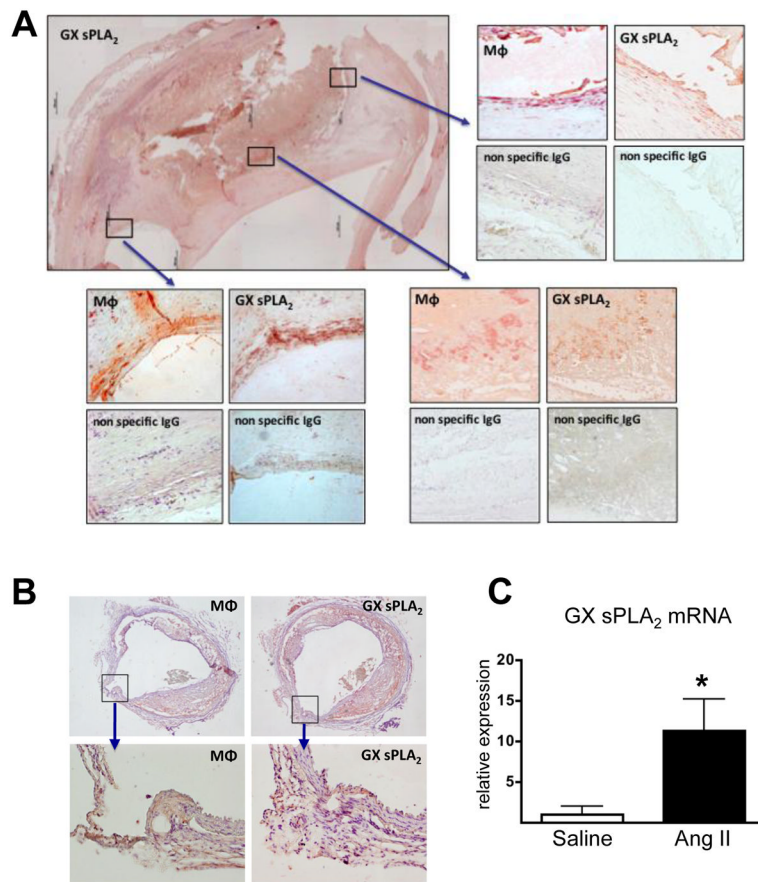 A
GX sPLA₂
MΦ
GX sPLA₂
non specific IgG
non specific IgG
MΦ
GX sPLA₂
non specific IgG
non specific IgG
MΦ
GX sPLA₂
non specific IgG
non specific IgG
B
MΦ
GX sPLA₂
MΦ
GX sPLA₂
C
GX sPLA₂ mRNA
relative expression
20
15
10
5
*
Saline
Ang II